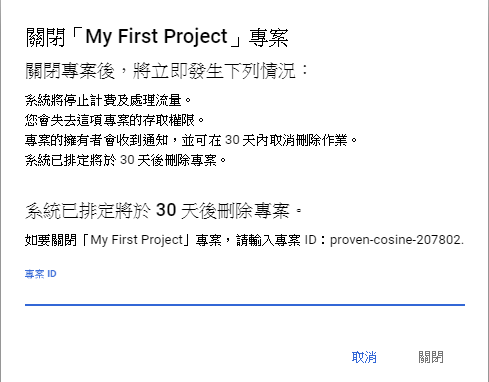 關閉「My First Project」專案
關閉專案後，將立即發生下列情況：
系統將停止計費及處理流量。
您會失去這項專案的存取權限。
專案的擁有者會收到通知，並可在 30 天內取消刪除作業。
系統已排定將於 30 天後刪除專案。
系統已排定將於 30 天後刪除專案。
如要關閉「My First Project」專案，請輸入專案 ID：proven-cosine-207802.
專案 ID
取消 關閉